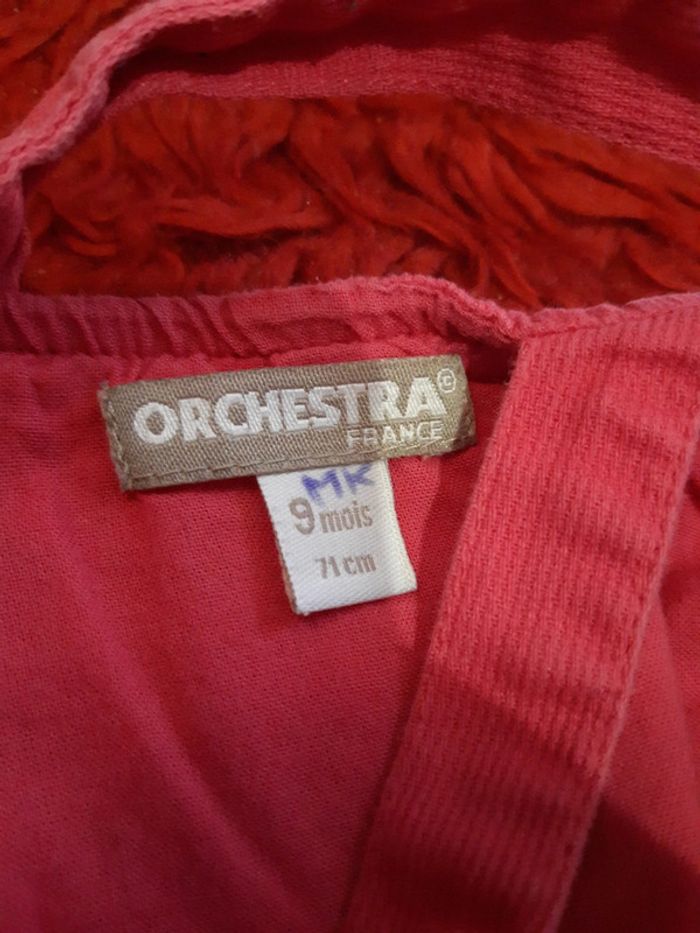 ORCHESTRA©
FRANCE
MK
9 mois
71 cm